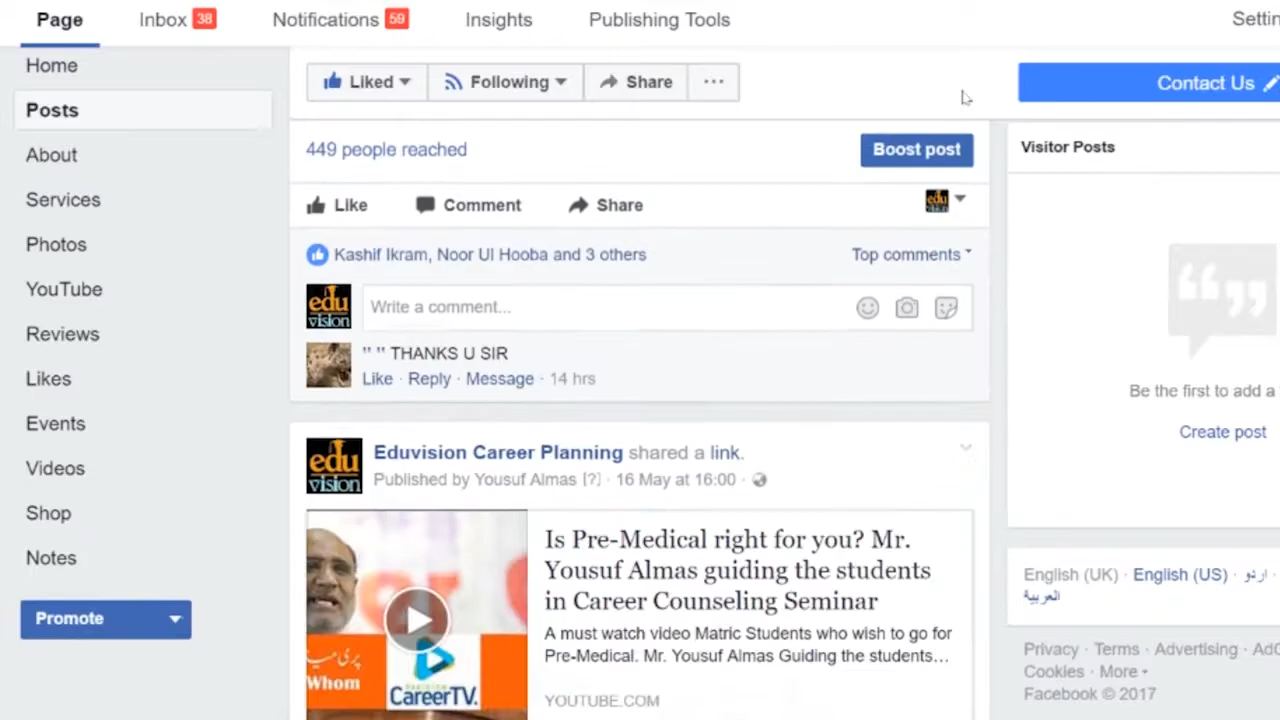 Page Inbox 38 Notifications 59 Insights Publishing Tools
Home
Posts
About
Services
Photos
YouTube
Reviews
Likes
Events
Videos
Shop
Notes
Promote
Liked Following Share ...
Contact Us
449 people reached
Boost post
Like Comment Share
edu
Kashif Ikram, Noor Ul Hooba and 3 others
Top comments
edu
vision
Write a comment...
" " THANKS U SIR
Like · Reply · Message · 14 hrs
edu
vision
Eduvision Career Planning shared a link.
Published by Yousuf Almas [?] · 16 May at 16:00 ·
Whom
CareerTV.
Is Pre-Medical right for you? Mr.
Yousuf Almas guiding the students
in Career Counseling Seminar
A must watch video Matric Students who wish to go for
Pre-Medical. Mr. Yousuf Almas Guiding the students...
YOUTUBE.COM
Visitor Posts
Be the first to add a
Create post
English (UK) · English (US) · اردو ·
العربية
Privacy · Terms · Advertising ·
Cookies · More
Facebook © 2017